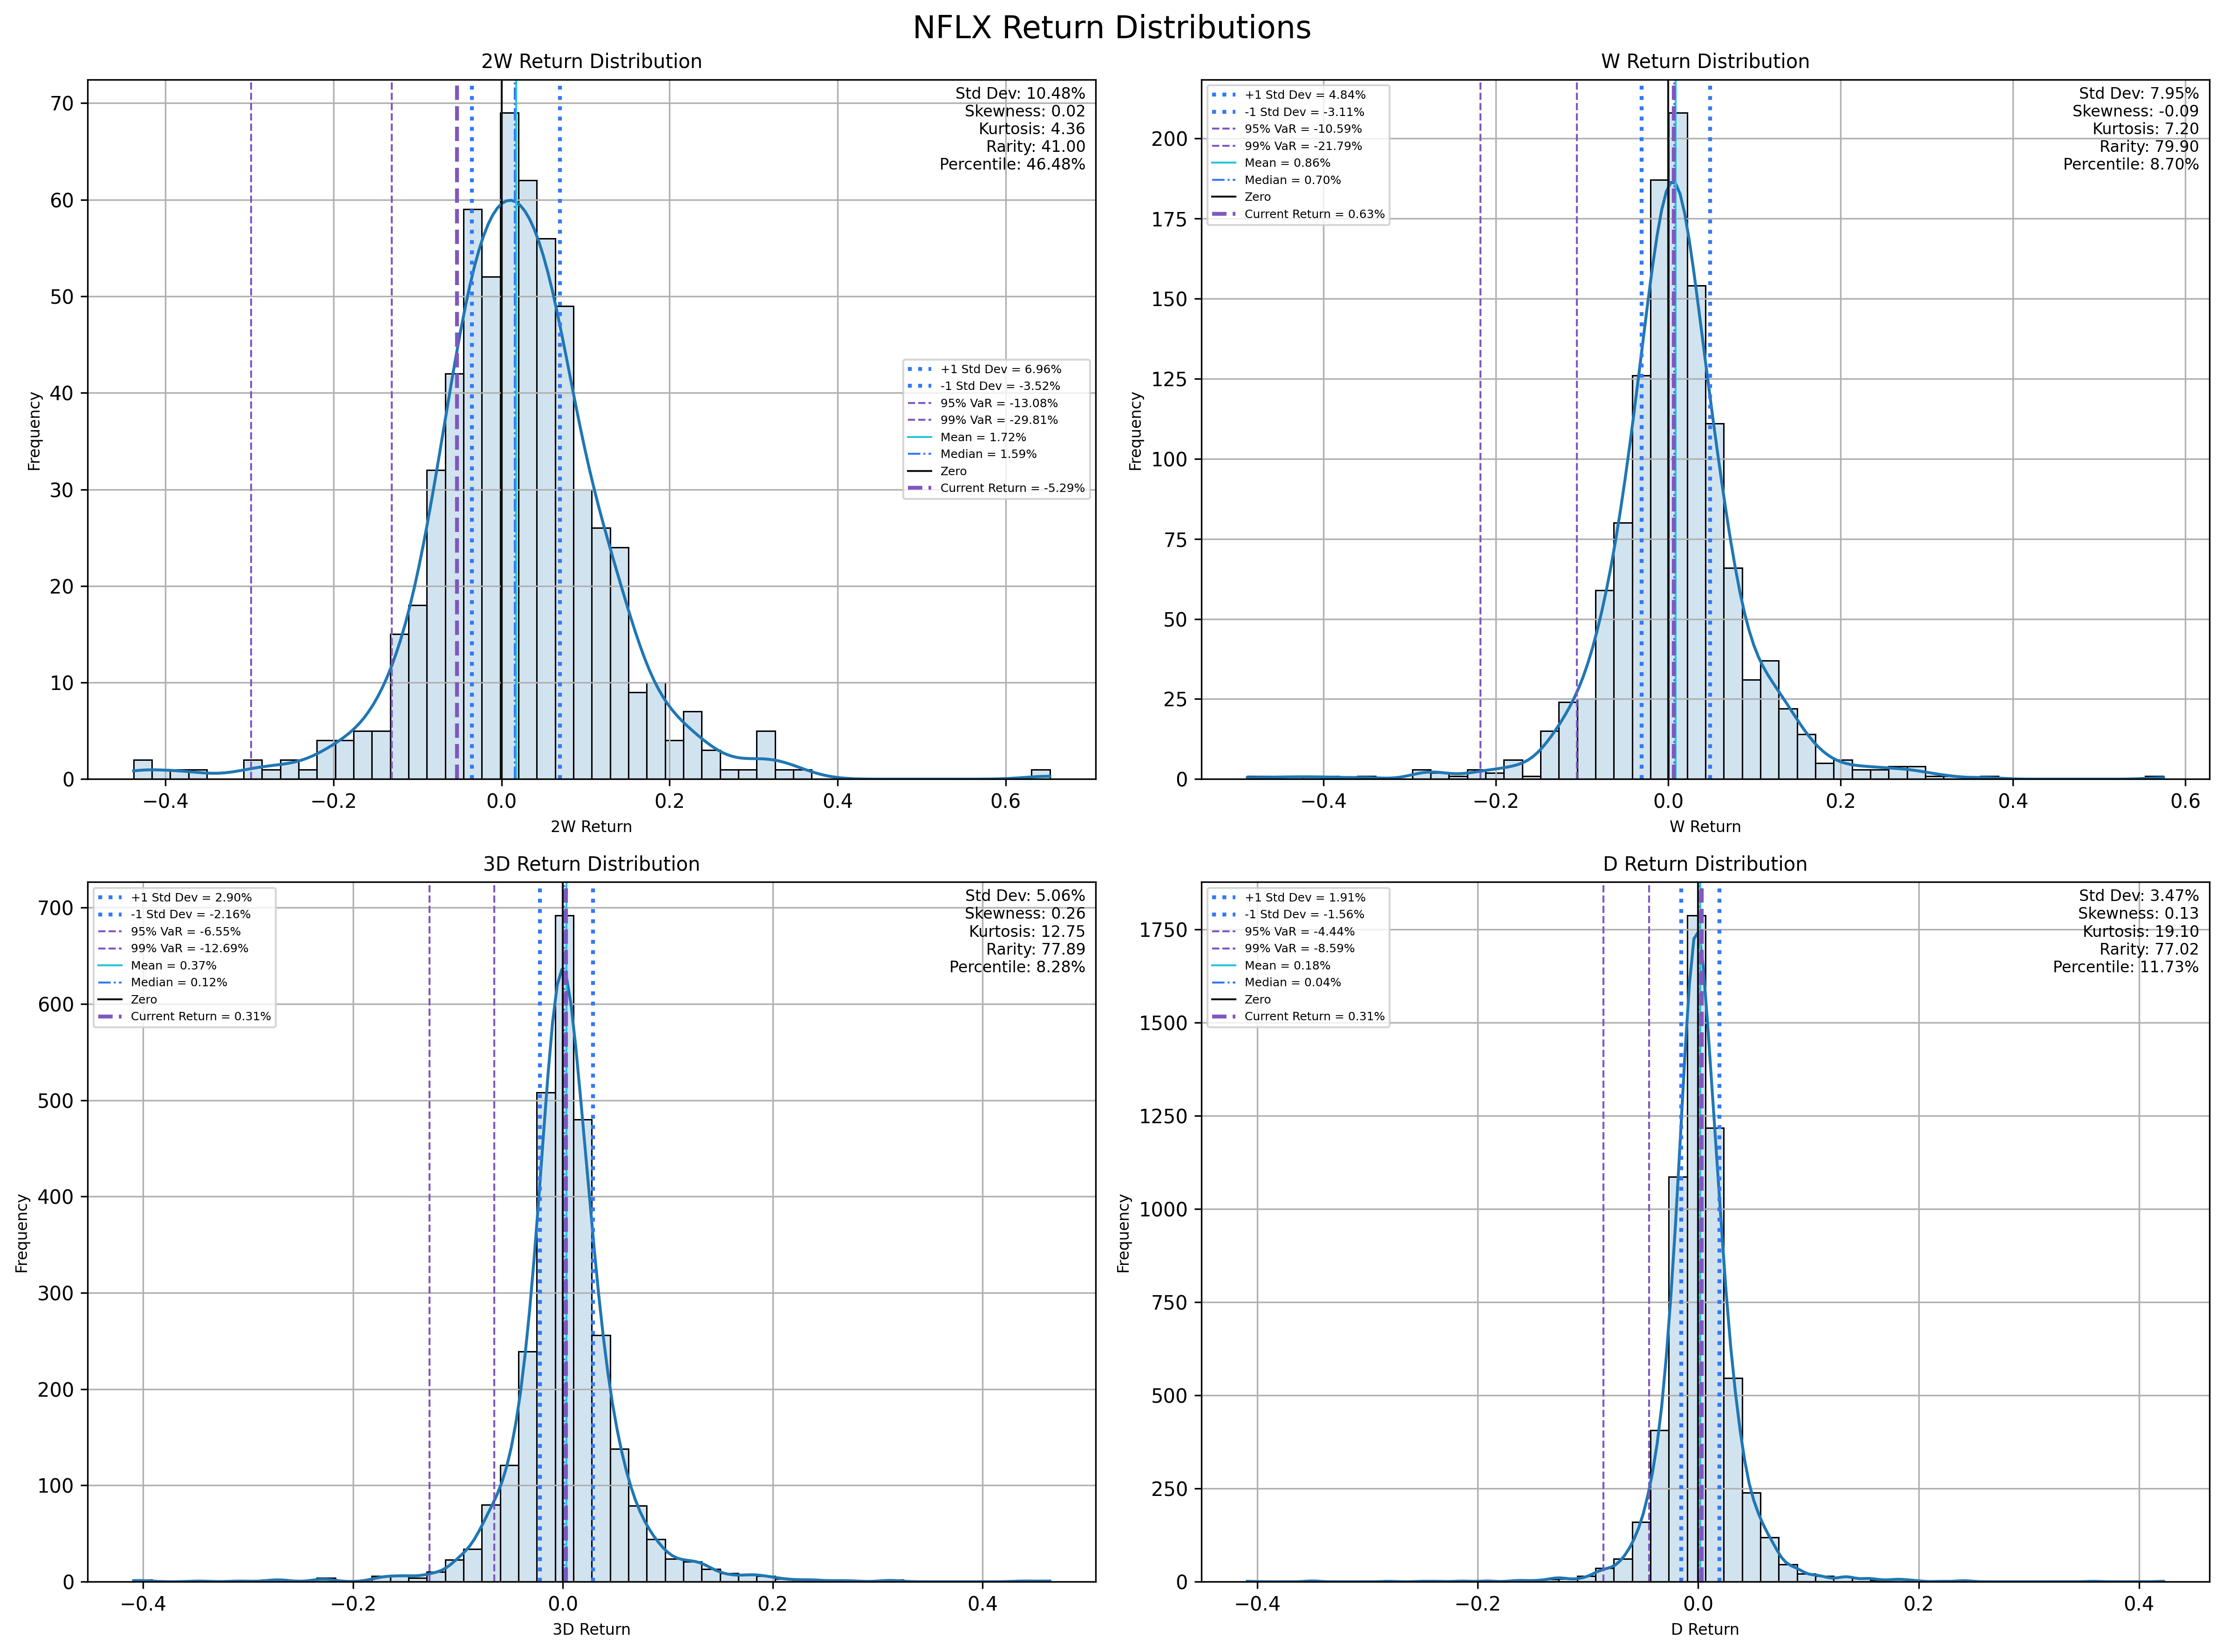 NFLX Return Distributions
2W Return Distribution
Std Dev: 10.48%
Skewness: 0.02
Kurtosis: 4.36
Rarity: 41.00
Percentile: 46.48%
+1 Std Dev = 6.96%
-1 Std Dev = -3.52%
95% VaR = -13.08%
99% VaR = -29.81%
Mean = 1.72%
Median = 1.59%
Zero
Current Return = -5.29%
Frequency
70
60
50
40
30
20
10
0
−0.4
−0.2
0.0
0.2
0.4
0.6
2W Return
W Return Distribution
+1 Std Dev = 4.84%
-1 Std Dev = -3.11%
95% VaR = -10.59%
99% VaR = -21.79%
Mean = 0.86%
Median = 0.70%
Zero
Current Return = 0.63%
Std Dev: 7.95%
Skewness: -0.09
Kurtosis: 7.20
Rarity: 79.90
Percentile: 8.70%
Frequency
200
175
150
125
100
75
50
25
0
−0.4
−0.2
0.0
0.2
0.4
0.6
W Return
3D Return Distribution
+1 Std Dev = 2.90%
-1 Std Dev = -2.16%
95% VaR = -6.55%
99% VaR = -12.69%
Mean = 0.37%
Median = 0.12%
Zero
Current Return = 0.31%
Std Dev: 5.06%
Skewness: 0.26
Kurtosis: 12.75
Rarity: 77.89
Percentile: 8.28%
Frequency
700
600
500
400
300
200
100
0
−0.4
−0.2
0.0
0.2
0.4
3D Return
D Return Distribution
+1 Std Dev = 1.91%
-1 Std Dev = -1.56%
95% VaR = -4.44%
99% VaR = -8.59%
Mean = 0.18%
Median = 0.04%
Zero
Current Return = 0.31%
Std Dev: 3.47%
Skewness: 0.13
Kurtosis: 19.10
Rarity: 77.02
Percentile: 11.73%
Frequency
1750
1500
1250
1000
750
500
250
0
−0.4
−0.2
0.0
0.2
0.4
D Return